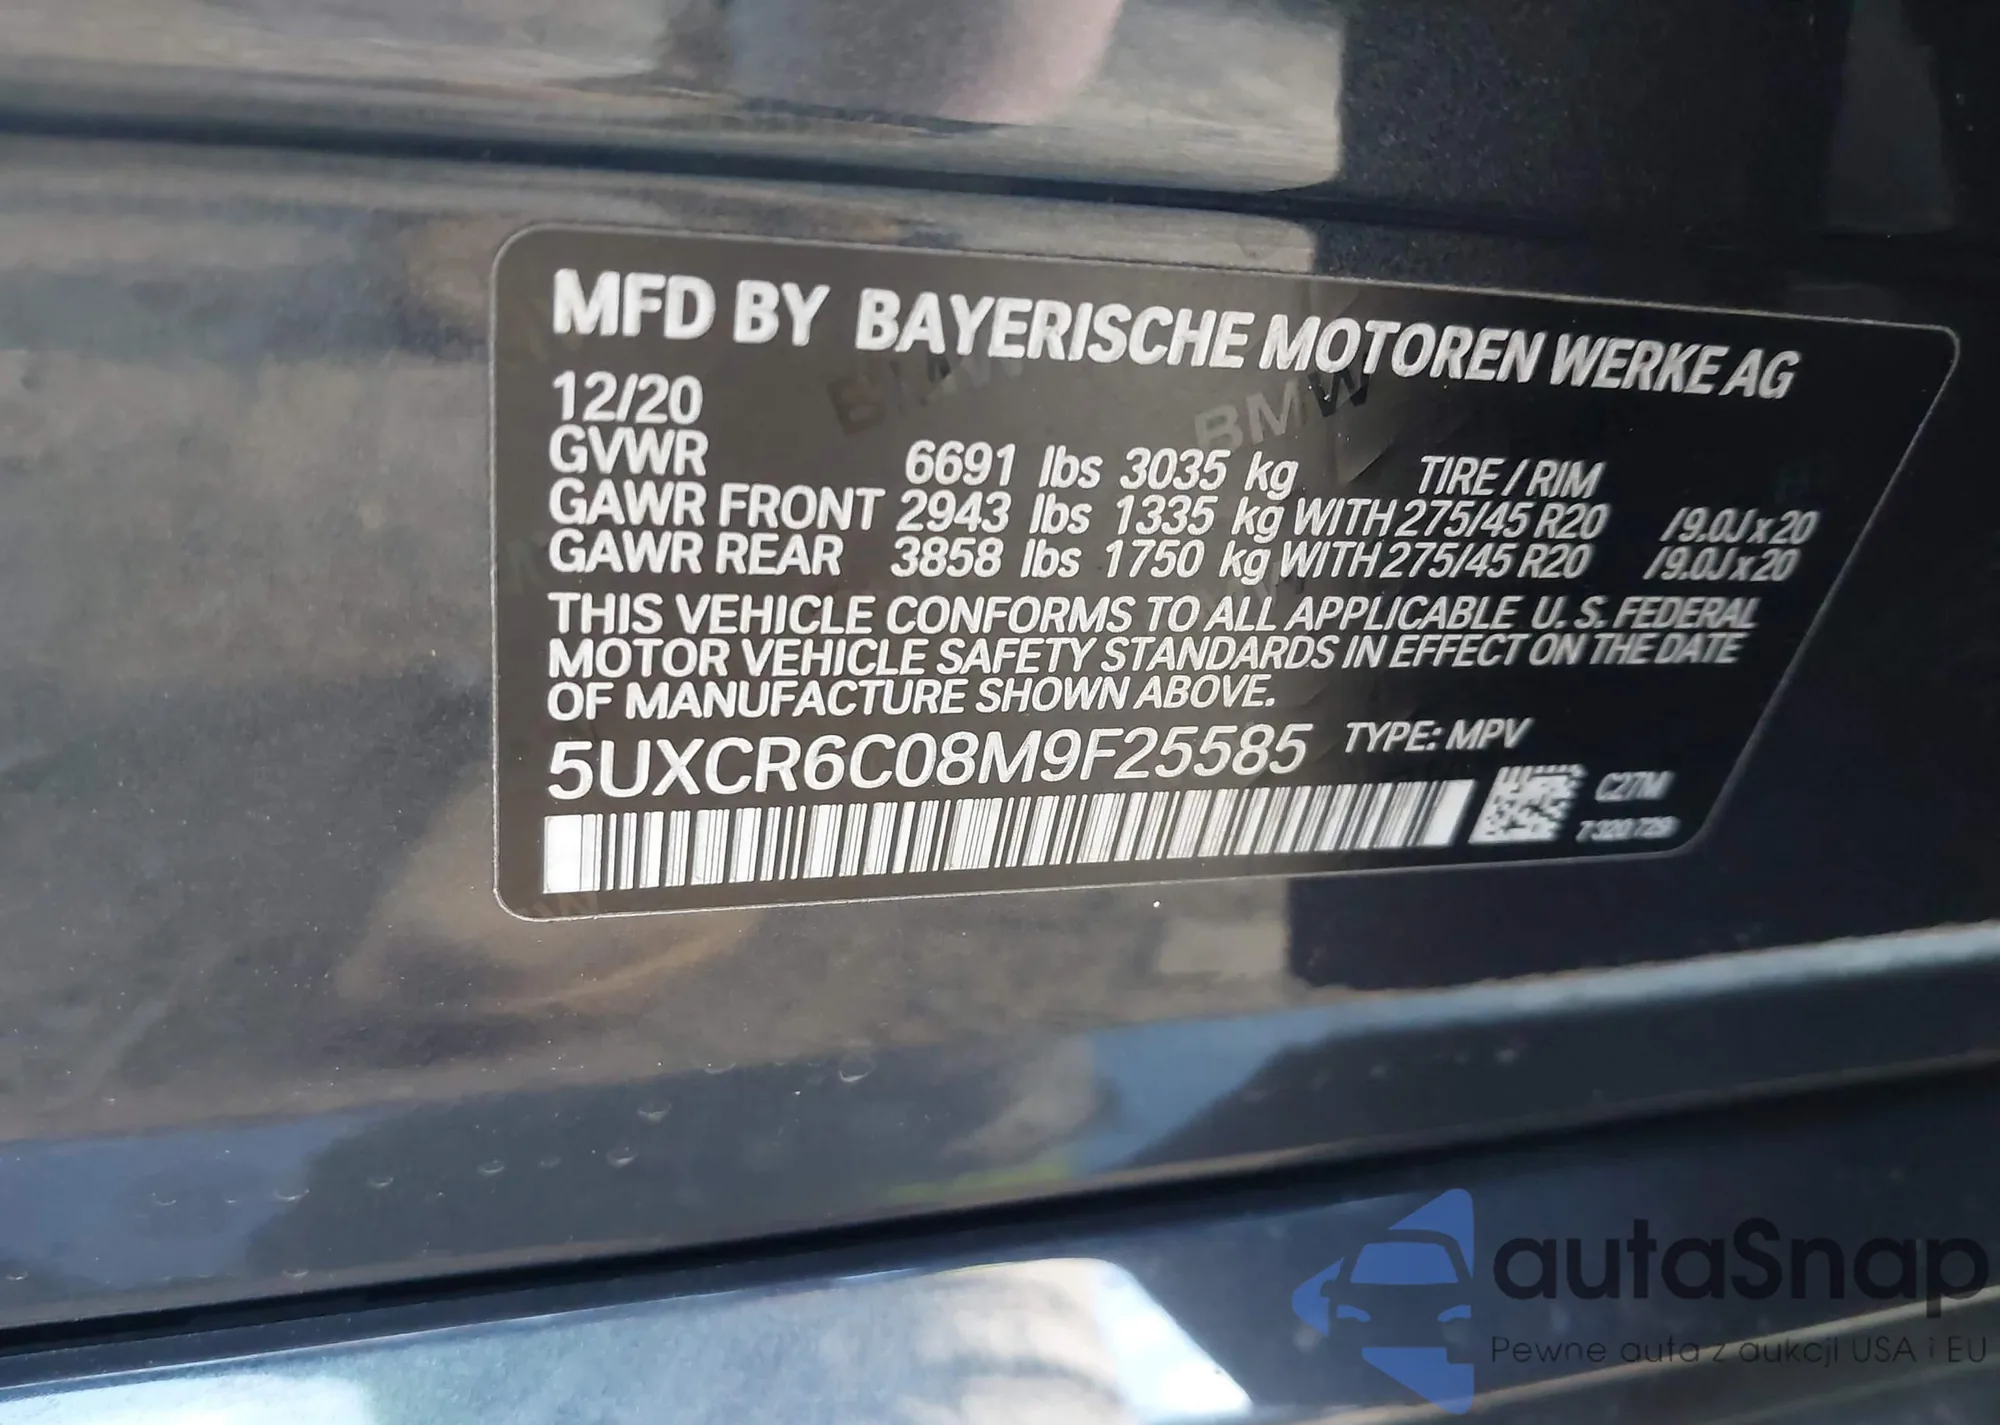 MFD BY BAYERISCHE MOTOREN WERKE AG
12/20
GVWR 6691 lbs 3035 kg TIRE / RIM
GAWR FRONT 2943 lbs 1335 kg WITH 275/45 R20 /9.0J x 20
GAWR REAR 3858 lbs 1750 kg WITH 275/45 R20 /9.0J x 20
THIS VEHICLE CONFORMS TO ALL APPLICABLE U. S. FEDERAL
MOTOR VEHICLE SAFETY STANDARDS IN EFFECT ON THE DATE
OF MANUFACTURE SHOWN ABOVE.
5UXCR6C08M9F25585 TYPE: MPV
C27M
BMW
BMW
autaSnap
Pewne auta z aukcji USA i EU